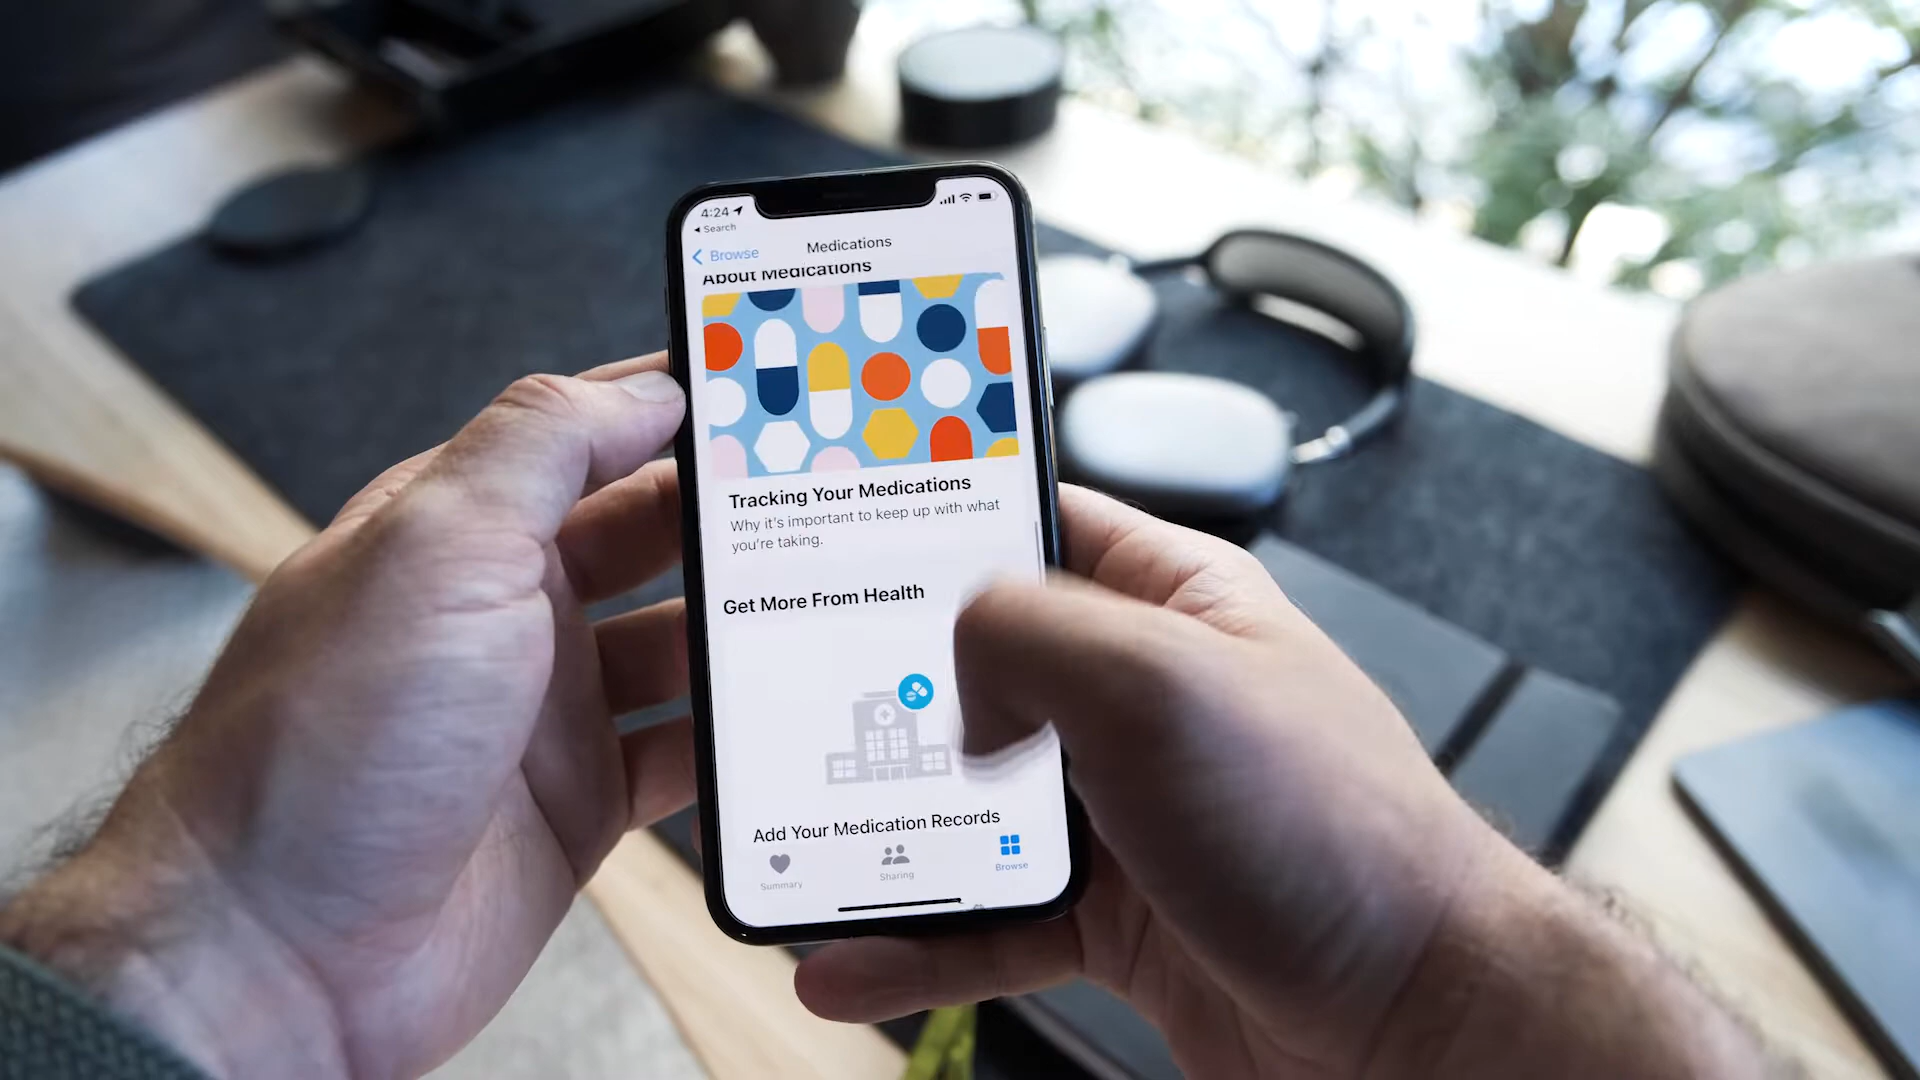 4:24
Search
Browse
Medications
About Medications
Tracking Your Medications
Why it's important to keep up with what
you're taking.
Get More From Health
Add Your Medication Records
Summary
Sharing
Browse